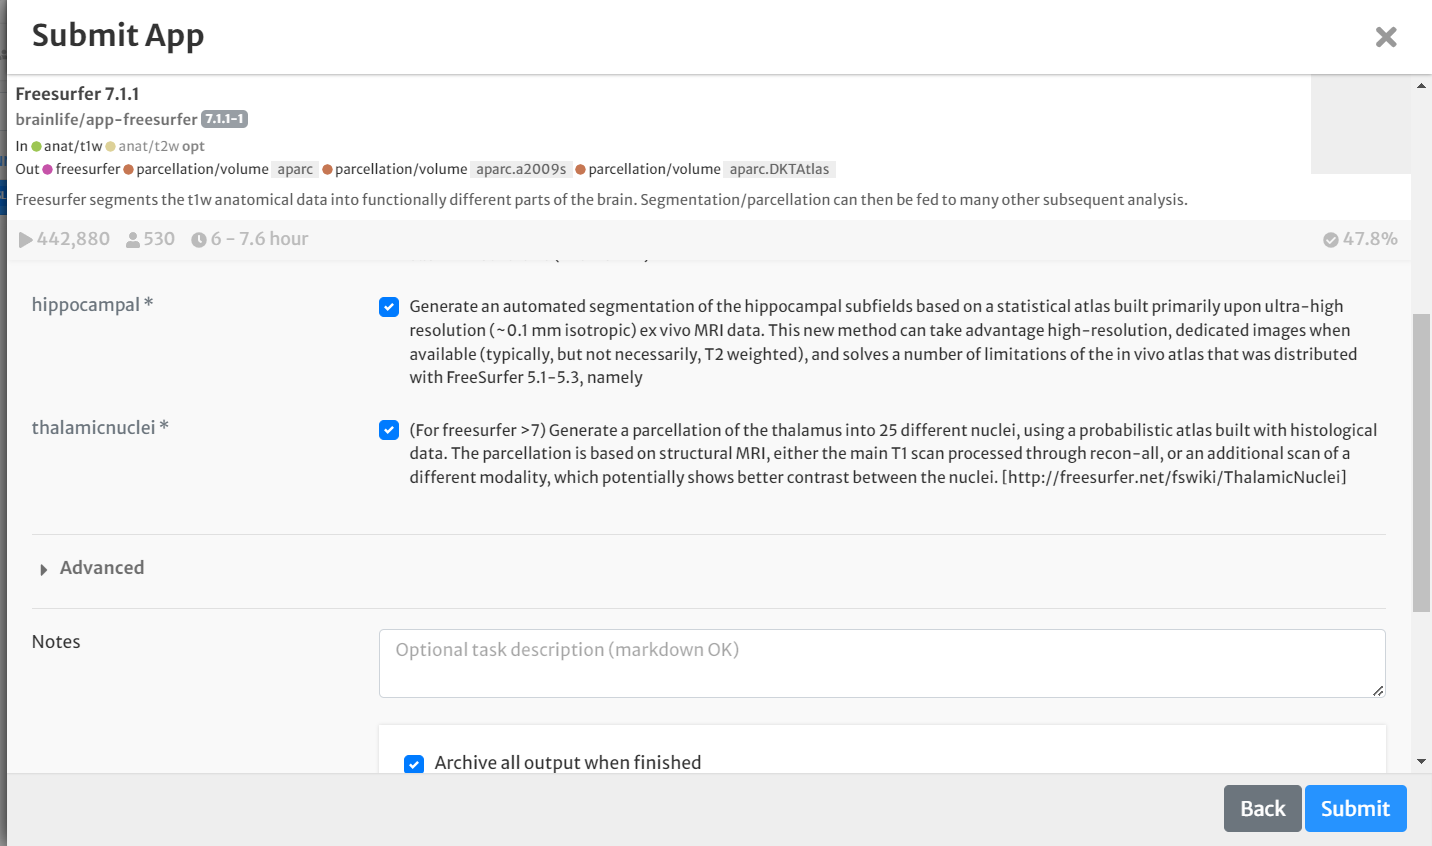 Submit App
Freesurfer 7.1.1
brainlife/app-freesurfer 7.1.1-1
In anat/t1w anat/t2w opt
Out freesurfer parcellation/volume aparc parcellation/volume aparc.a2009s parcellation/volume aparc.DKTAtlas
Freesurfer segments the t1w anatomical data into functionally different parts of the brain. Segmentation/parcellation can then be fed to many other subsequent analysis.
442,880 530 6 - 7.6 hour 47.8%
hippocampal *
Generate an automated segmentation of the hippocampal subfields based on a statistical atlas built primarily upon ultra-high
resolution (~0.1 mm isotropic) ex vivo MRI data. This new method can take advantage high-resolution, dedicated images when
available (typically, but not necessarily, T2 weighted), and solves a number of limitations of the in vivo atlas that was distributed
with FreeSurfer 5.1-5.3, namely
thalamicnuclei *
(For freesurfer >7) Generate a parcellation of the thalamus into 25 different nuclei, using a probabilistic atlas built with histological
data. The parcellation is based on structural MRI, either the main T1 scan processed through recon-all, or an additional scan of a
different modality, which potentially shows better contrast between the nuclei. [http://freesurfer.net/fswiki/ThalamicNuclei]
Advanced
Notes
Optional task description (markdown OK)
Archive all output when finished
Back Submit